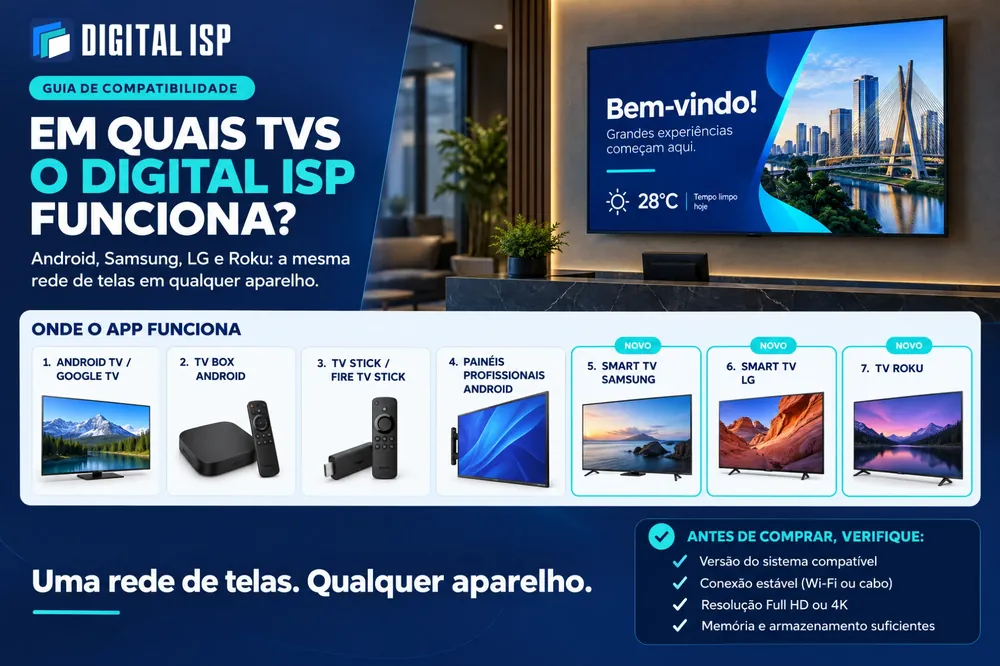 DIGITAL ISP
GUIA DE COMPATIBILIDADE
EM QUAIS TVS
O DIGITAL ISP
FUNCIONA?
Android, Samsung, LG e Roku: a mesma
rede de telas em qualquer aparelho.
Bem-vindo!
Grandes experiências
começam aqui.
28°C
Tempo limpo
hoje
ONDE O APP FUNCIONA
1. ANDROID TV /
GOOGLE TV
2. TV BOX
ANDROID
3. TV STICK /
FIRE TV STICK
4. PAINÉIS
PROFISSIONAIS
ANDROID
NOVO
5. SMART TV
SAMSUNG
NOVO
6. SMART TV
LG
NOVO
7. TV ROKU
Uma rede de telas. Qualquer aparelho.
ANTES DE COMPRAR, VERIFIQUE:
Versão do sistema compatível
Conexão estável (Wi-Fi ou cabo)
Resolução Full HD ou 4K
Memória e armazenamento suficientes